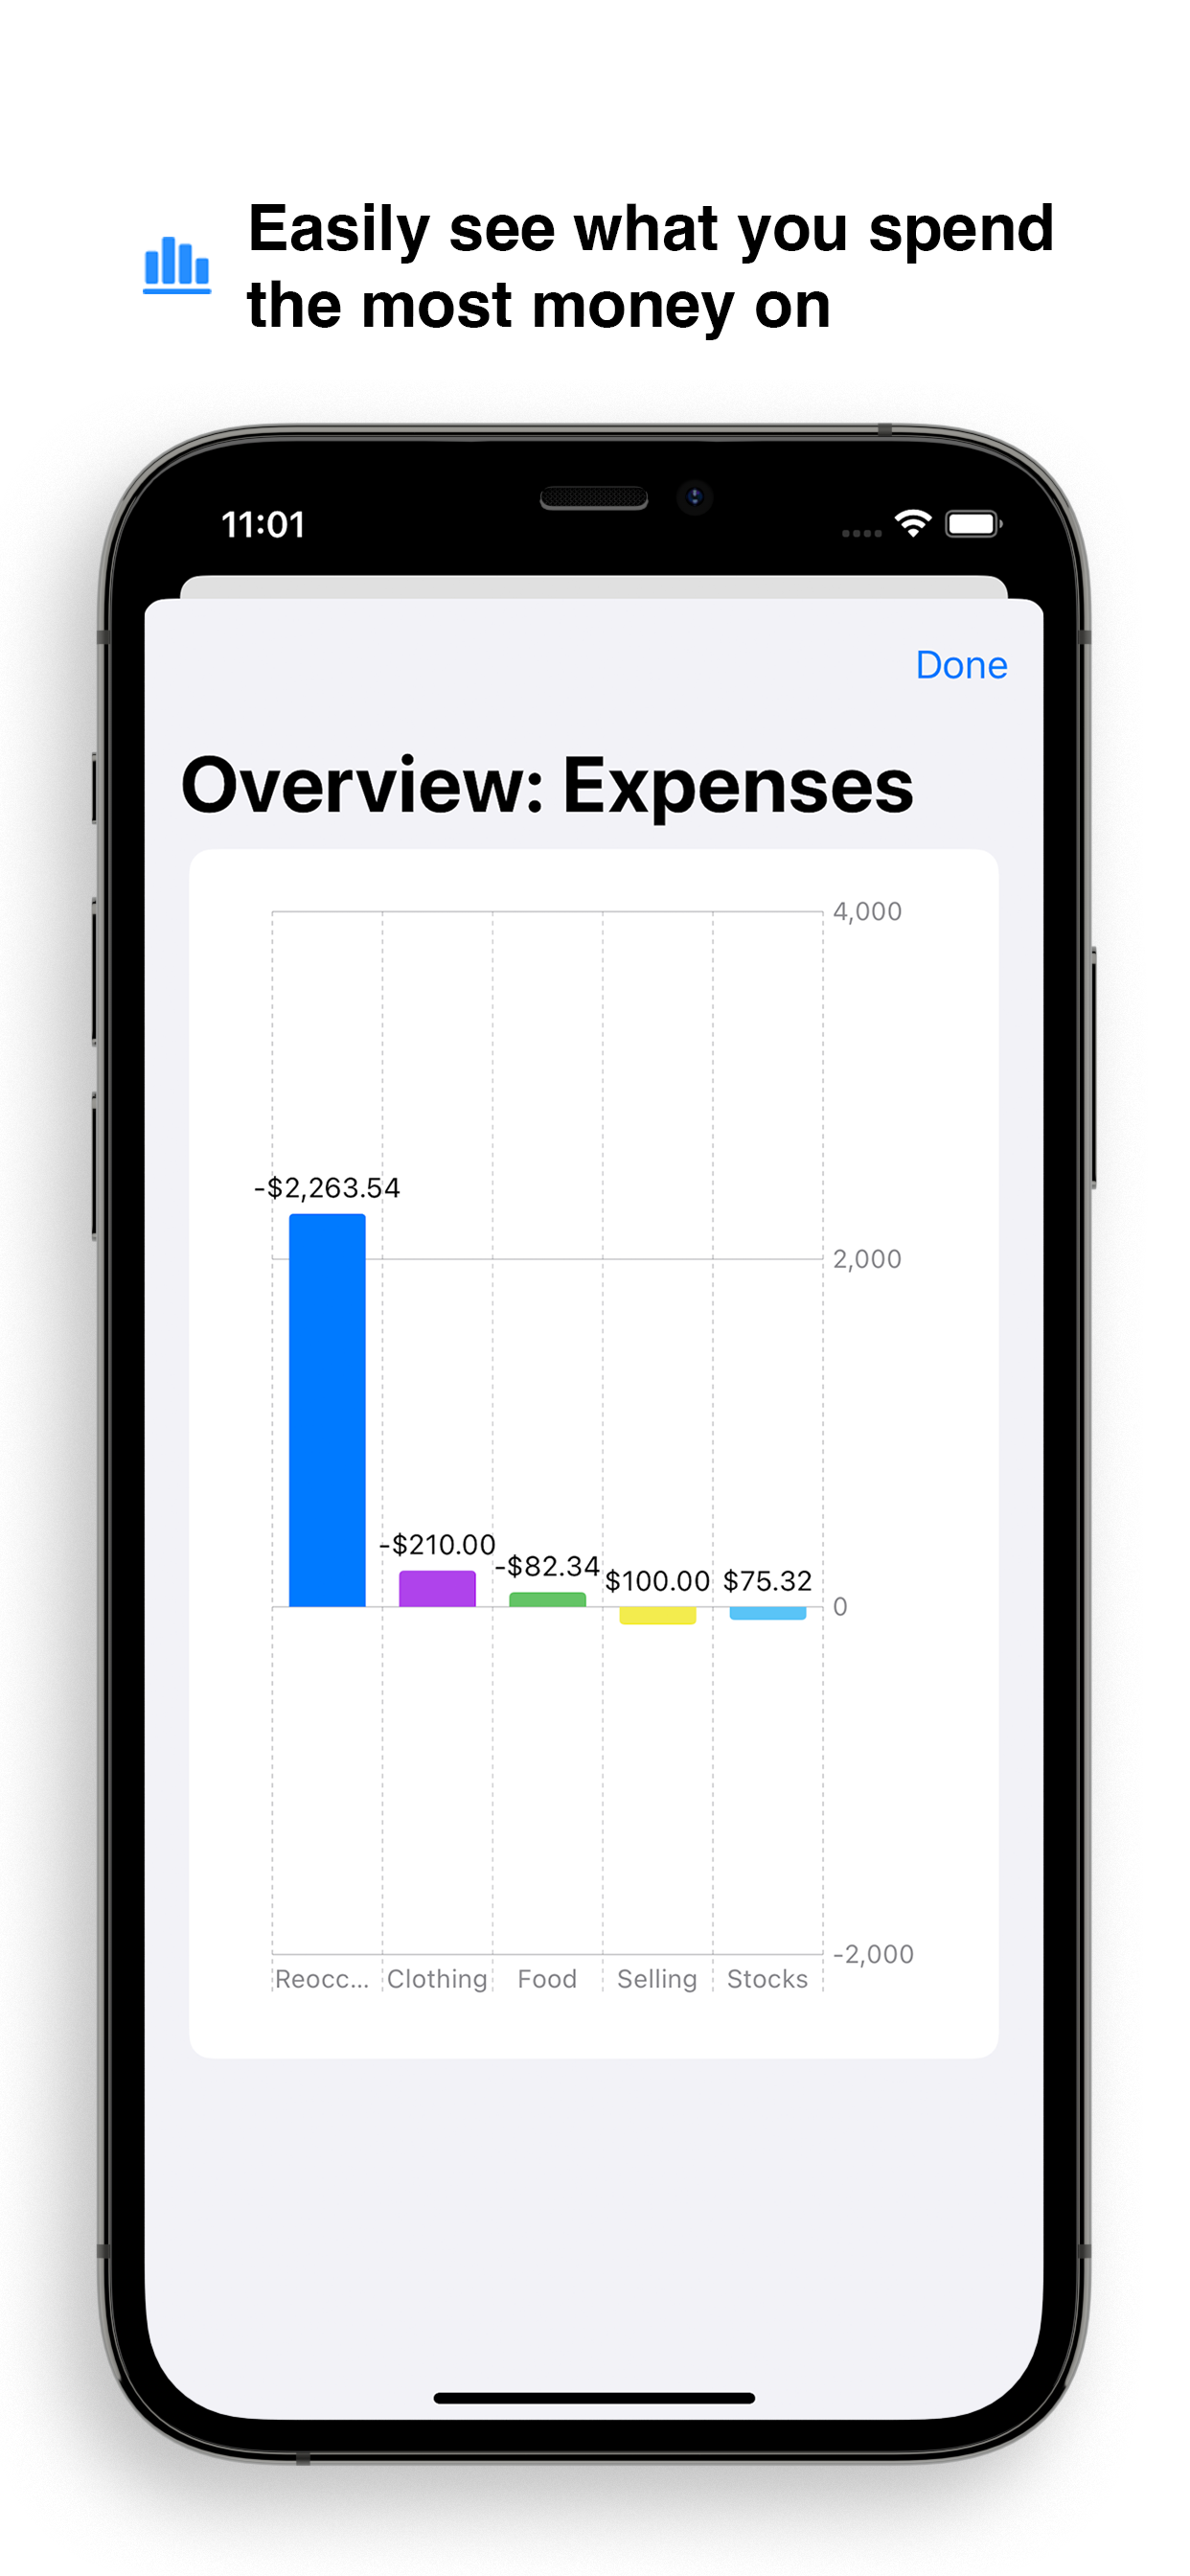 Easily see what you spend
the most money on
11:01
Done
Overview: Expenses
4,000
-$2,263.54
2,000
-$210.00
-$82.34
$100.00
$75.32
0
-2,000
Reocc...
Clothing
Food
Selling
Stocks